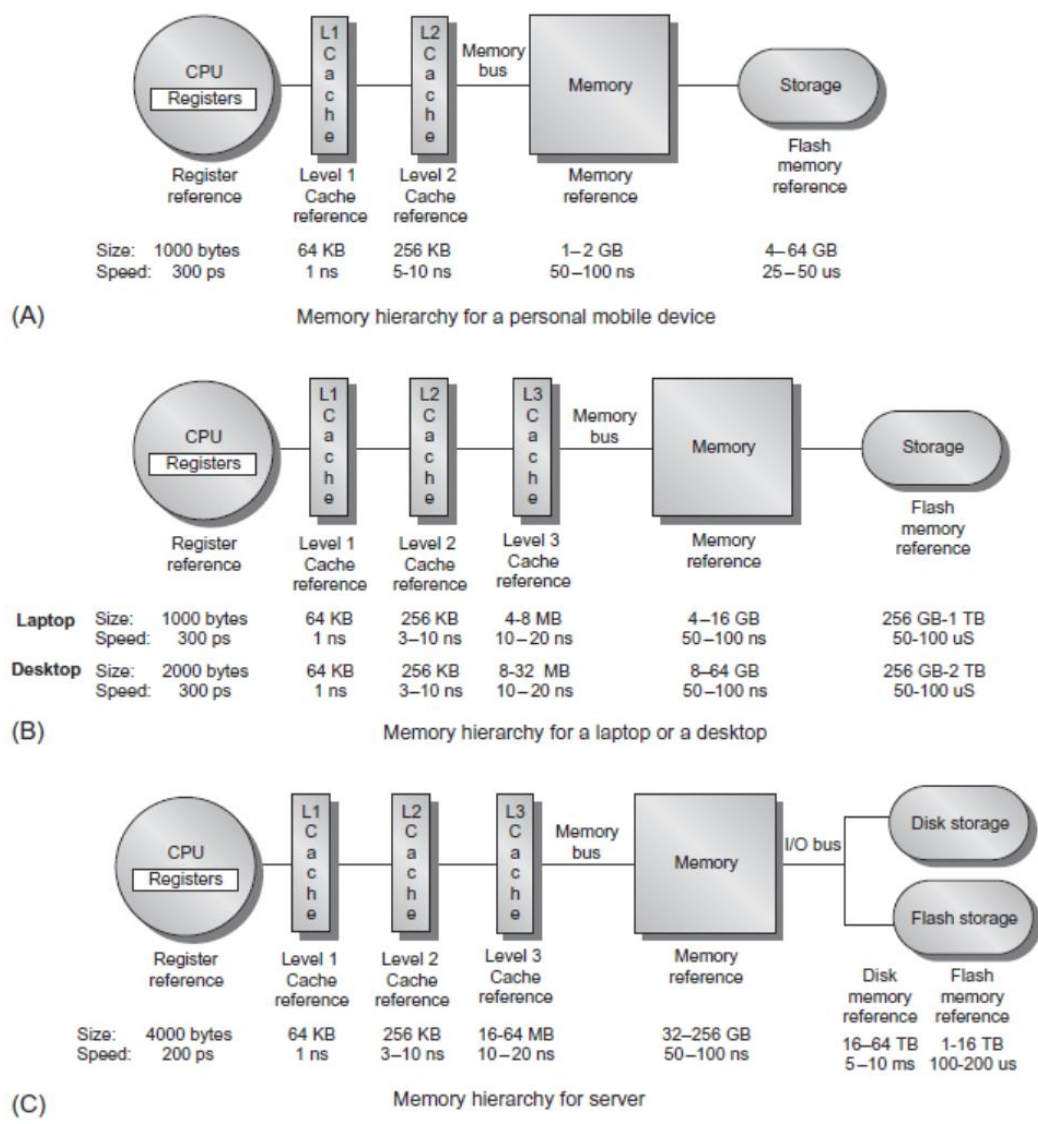 L1
C
a
c
h
e
L2
C
a
c
h
e
CPU
Registers
Memory
bus
Memory
Storage
Register
reference
Level 1
Cache
reference
Level 2
Cache
reference
Memory
reference
Flash
memory
reference
Size: 1000 bytes 64 KB 256 KB 1–2 GB 4–64 GB
Speed: 300 ps 1 ns 5-10 ns 50–100 ns 25–50 us
(A) Memory hierarchy for a personal mobile device
L1
C
a
c
h
e
L2
C
a
c
h
e
L3
C
a
c
h
e
CPU
Registers
Memory
bus
Memory
Storage
Register
reference
Level 1
Cache
reference
Level 2
Cache
reference
Level 3
Cache
reference
Memory
reference
Flash
memory
reference
Laptop Size: 1000 bytes 64 KB 256 KB 4-8 MB 4–16 GB 256 GB-1 TB
Speed: 300 ps 1 ns 3–10 ns 10–20 ns 50–100 ns 50-100 uS
Desktop Size: 2000 bytes 64 KB 256 KB 8-32 MB 8–64 GB 256 GB-2 TB
Speed: 300 ps 1 ns 3–10 ns 10–20 ns 50–100 ns 50-100 uS
(B) Memory hierarchy for a laptop or a desktop
L1
C
a
c
h
e
L2
C
a
c
h
e
L3
C
a
c
h
e
CPU
Registers
Memory
bus
Memory
I/O bus
Disk storage
Flash storage
Register
reference
Level 1
Cache
reference
Level 2
Cache
reference
Level 3
Cache
reference
Memory
reference
Disk
memory
reference
Flash
memory
reference
Size: 4000 bytes 64 KB 256 KB 16-64 MB 32–256 GB 16–64 TB 1-16 TB
Speed: 200 ps 1 ns 3–10 ns 10–20 ns 50–100 ns 5–10 ms 100-200 us
(C) Memory hierarchy for server